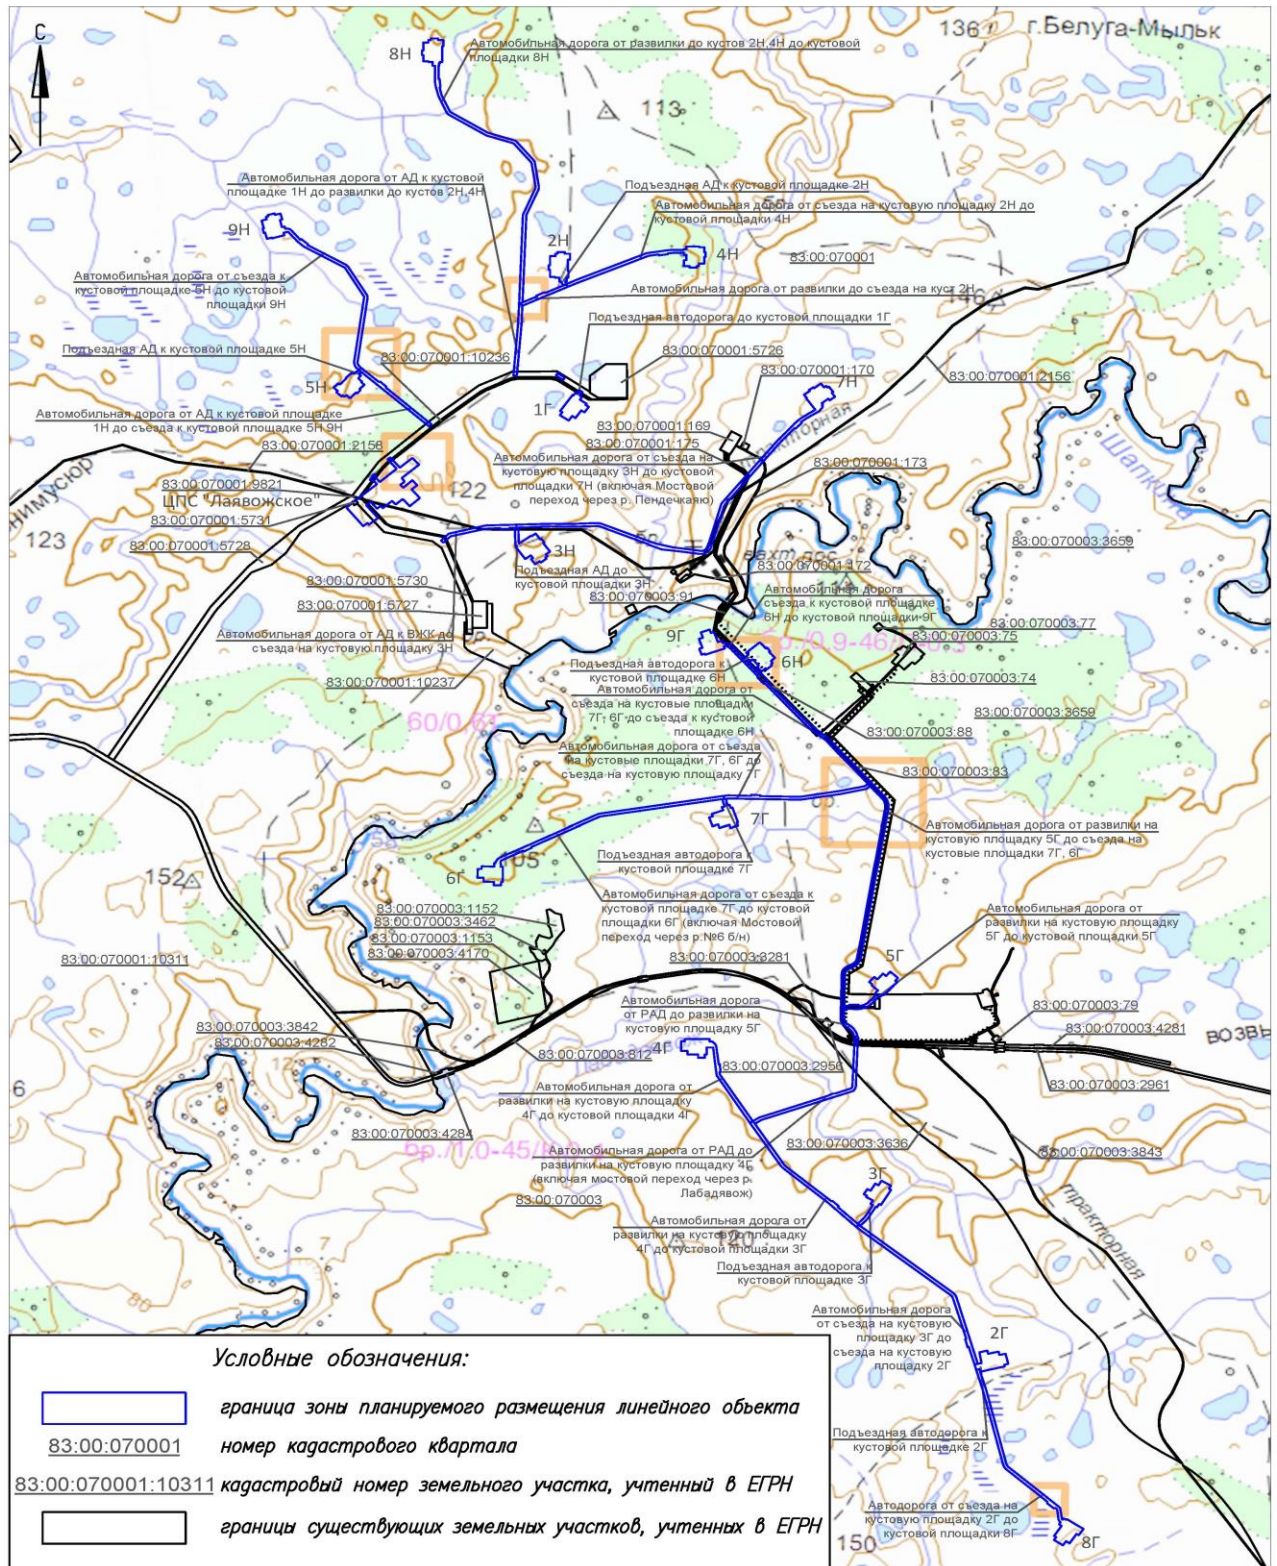 С
136
г.Белуга-Мыльк
8Н
Автомобильная дорога от развилки до кустов 2Н,4Н до кустовой
площадки 8Н
113
Автомобильная дорога от АД к кустовой
площадке 1Н до развилки до кустов 2Н,4Н
Подъездная АД к кустовой площадке 2Н
Автомобильная дорога от съезда на кустовую площадку 2Н до
кустовой площадки 4Н
9Н
2Н
4Н
83:00:070001
Автомобильная дорога от съезда к
кустовой площадке 5Н до кустовой
площадки 9Н
Автомобильная дорога от развилки до съезда на куст 2Н
146
Подъездная автодорога до кустовой площадки 1Г
Подъездная АД к кустовой площадке 5Н
83:00:070001:10236
83:00:070001:5726
83:00:070001:170
83:00:070001:2156
5Н
7Н
1Г
Автомобильная дорога от АД к кустовой площадке
1Н до съезда к кустовой площадке 5Н,9Н
83:00:070001:169
83:00:070001:175
тракторная
83:00:070001:2156
Автомобильная дорога от съезда на
кустовую площадку 3Н до кустовой
площадки 7Н (включая Мостовой
переход через р. Пендечкаяю)
83:00:070001:173
Шапкина
83:00:070001:9821
ЦПС "Лаявожское"
122
83:00:070001:5731
123
83:00:070001:5728
3Н
83:00:070003:3659
Подъездная АД до
кустовой площадки 3Н
83:00:070001:172
83:00:070001:5730
83:00:070001:5727
83:00:070003:91
Автомобильная дорога
съезда к кустовой площадке
6Н до кустовой площадки 9Г
83:00:070003:77
83:00:070003:75
Автомобильная дорога от АД к ВЖК до
съезда на кустовую площадку 3Н
9Г
6Н
Подъездная автодорога к
кустовой площадке 6Н
83:00:070001:10237
83:00:070003:74
Автомобильная дорога от
съезда на кустовые площадки
7Г, 6Г до съезда к кустовой
площадке 6Н
83:00:070003:3659
83:00:070003:88
Автомобильная дорога от съезда
на кустовые площадки 7Г, 6Г до
съезда на кустовую площадку 7Г
83:00:070003:83
7Г
Автомобильная дорога от развилки на
кустовую площадку 5Г до съезда на
кустовые площадки 7Г, 6Г
Подъездная автодорога к
кустовой площадке 7Г
105
6Г
152
Автомобильная дорога от съезда к
кустовой площадке 7Г до кустовой
площадки 6Г (включая Мостовой
переход через р.№6 б/н)
83:00:070003:1152
83:00:070003:3462
83:00:070003:1153
83:00:070003:4170
Автомобильная дорога от
развилки на кустовую площадку
5Г до кустовой площадки 5Г
83:00:070001:10311
83:00:070003:3281
5Г
Автомобильная дорога
от РАД до развилки на
кустовую площадку 5Г
83:00:070003:79
83:00:070003:4281
83:00:070003:3842
83:00:070003:4282
4Г
83:00:070003:812
83:00:070003:2956
83:00:070003:2961
Автомобильная дорога от
развилки на кустовую площадку
4Г до кустовой площадки 4Г
83:00:070003:4284
Автомобильная дорога от РАД до
развилки на кустовую площадку 4Г
(включая мостовой переход через р.
Лабадявож)
83:00:070003:3636
83:00:070003:3843
83:00:070003
3Г
тракторная
Автомобильная дорога от
развилки на кустовую площадку
4Г до кустовой площадки 3Г
120
Подъездная автодорога к
кустовой площадке 3Г
Автомобильная дорога
от съезда на кустовую
площадку 3Г до
съезда на кустовую
площадку 2Г
2Г
Подъездная автодорога к
кустовой площадке 2Г
Автодорога от съезда на
кустовую площадку 2Г до
кустовой площадки 8Г
150
8Г
Условные обозначения:
граница зоны планируемого размещения линейного объекта
83:00:070001 номер кадастрового квартала
83:00:070001:10311 кадастровый номер земельного участка, учтенный в ЕГРН
границы существующих земельных участков, учтенных в ЕГРН